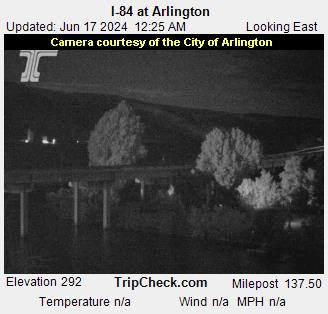 I-84 at Arlington
Updated: Jun 17 2024 12:25 AM Looking East
Camera courtesy of the City of Arlington
Elevation 292 TripCheck.com Milepost 137.50
Temperature n/a Wind n/a MPH n/a